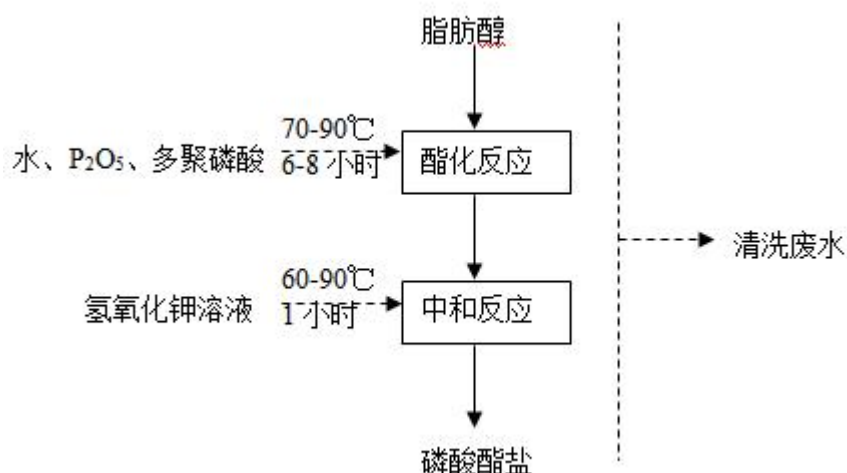 脂肪醇
70-90℃
水、P₂O₅、多聚磷酸
6-8 小时
酯化反应
清洗废水
60-90℃
氢氧化钾溶液
1 小时
中和反应
磷酸酯盐